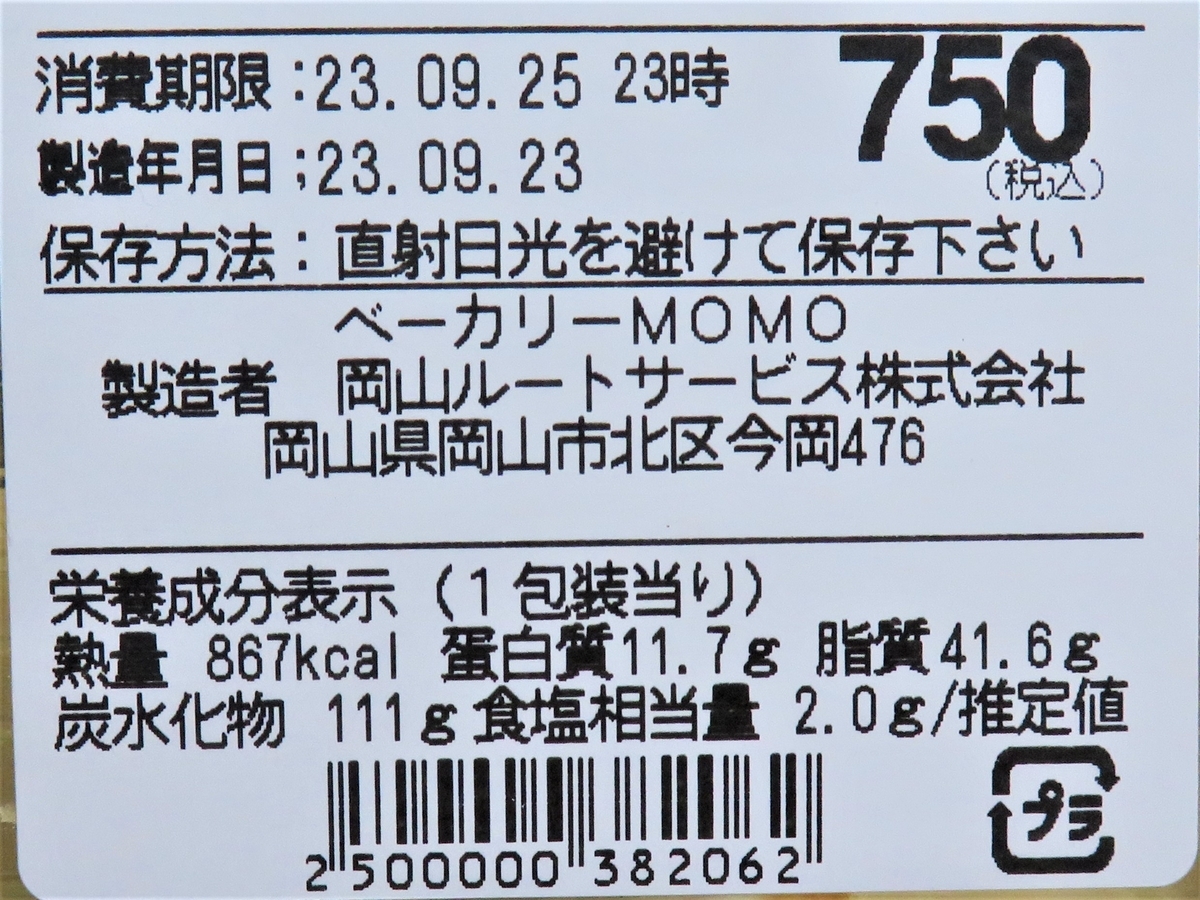 消費期限:23.09.25 23時
750
(税込)
製造年月日;23.09.23
保存方法:直射日光を避けて保存下さい
ベーカリーMOMO
製造者 岡山ルートサービス株式会社
岡山県岡山市北区今岡476
栄養成分表示(1包装当り)
熱量 867kcal 蛋白質11.7g 脂質41.6g
炭水化物 111g食塩相当量 2.0g/推定値
2500000382062
プラ